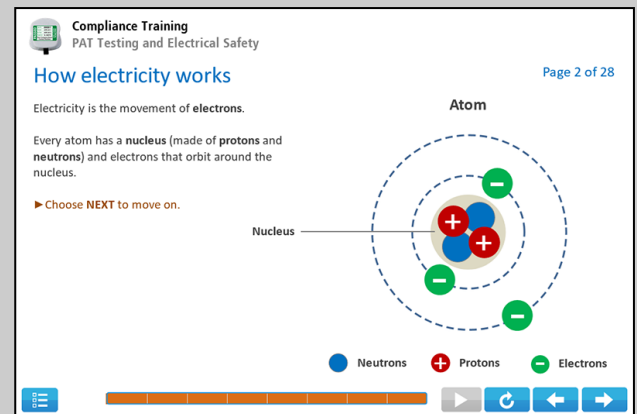 Compliance Training
PAT Testing and Electrical Safety
How electricity works
Page 2 of 28
Electricity is the movement of electrons.
Every atom has a nucleus (made of protons and
neutrons) and electrons that orbit around the
nucleus.
►Choose NEXT to move on.
Atom
Nucleus
Neutrons
Protons
Electrons